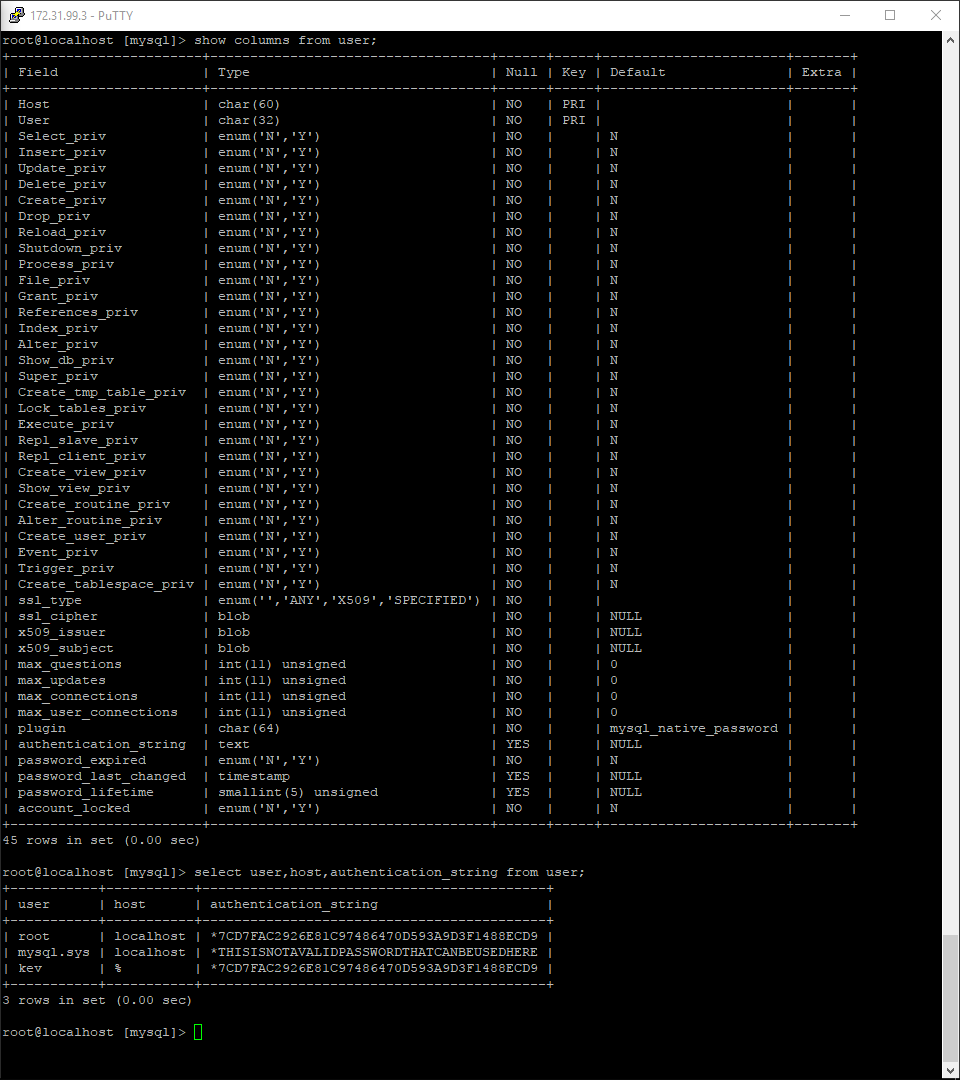 172.31.99.3 - PuTTY
root@localhost [mysql]> show columns from user;
+------------------------+-----------------------------------+------+-----+-----------------------+-------+
| Field                  | Type                              | Null | Key | Default               | Extra |
+------------------------+-----------------------------------+------+-----+-----------------------+-------+
| Host                   | char(60)                          | NO   | PRI |                       |       |
| User                   | char(32)                          | NO   | PRI |                       |       |
| Select_priv            | enum('N','Y')                     | NO   |     | N                     |       |
| Insert_priv            | enum('N','Y')                     | NO   |     | N                     |       |
| Update_priv            | enum('N','Y')                     | NO   |     | N                     |       |
| Delete_priv            | enum('N','Y')                     | NO   |     | N                     |       |
| Create_priv            | enum('N','Y')                     | NO   |     | N                     |       |
| Drop_priv              | enum('N','Y')                     | NO   |     | N                     |       |
| Reload_priv            | enum('N','Y')                     | NO   |     | N                     |       |
| Shutdown_priv          | enum('N','Y')                     | NO   |     | N                     |       |
| Process_priv           | enum('N','Y')                     | NO   |     | N                     |       |
| File_priv              | enum('N','Y')                     | NO   |     | N                     |       |
| Grant_priv             | enum('N','Y')                     | NO   |     | N                     |       |
| References_priv        | enum('N','Y')                     | NO   |     | N                     |       |
| Index_priv             | enum('N','Y')                     | NO   |     | N                     |       |
| Alter_priv             | enum('N','Y')                     | NO   |     | N                     |       |
| Show_db_priv           | enum('N','Y')                     | NO   |     | N                     |       |
| Super_priv             | enum('N','Y')                     | NO   |     | N                     |       |
| Create_tmp_table_priv  | enum('N','Y')                     | NO   |     | N                     |       |
| Lock_tables_priv       | enum('N','Y')                     | NO   |     | N                     |       |
| Execute_priv           | enum('N','Y')                     | NO   |     | N                     |       |
| Repl_slave_priv        | enum('N','Y')                     | NO   |     | N                     |       |
| Repl_client_priv       | enum('N','Y')                     | NO   |     | N                     |       |
| Create_view_priv       | enum('N','Y')                     | NO   |     | N                     |       |
| Show_view_priv         | enum('N','Y')                     | NO   |     | N                     |       |
| Create_routine_priv    | enum('N','Y')                     | NO   |     | N                     |       |
| Alter_routine_priv     | enum('N','Y')                     | NO   |     | N                     |       |
| Create_user_priv       | enum('N','Y')                     | NO   |     | N                     |       |
| Event_priv             | enum('N','Y')                     | NO   |     | N                     |       |
| Trigger_priv           | enum('N','Y')                     | NO   |     | N                     |       |
| Create_tablespace_priv | enum('N','Y')                     | NO   |     | N                     |       |
| ssl_type               | enum('','ANY','X509','SPECIFIED') | NO   |     |                       |       |
| ssl_cipher             | blob                              | NO   |     | NULL                  |       |
| x509_issuer            | blob                              | NO   |     | NULL                  |       |
| x509_subject           | blob                              | NO   |     | NULL                  |       |
| max_questions          | int(11) unsigned                  | NO   |     | 0                     |       |
| max_updates            | int(11) unsigned                  | NO   |     | 0                     |       |
| max_connections        | int(11) unsigned                  | NO   |     | 0                     |       |
| max_user_connections   | int(11) unsigned                  | NO   |     | 0                     |       |
| plugin                 | char(64)                          | NO   |     | mysql_native_password |       |
| authentication_string  | text                              | YES  |     | NULL                  |       |
| password_expired       | enum('N','Y')                     | NO   |     | N                     |       |
| password_last_changed  | timestamp                         | YES  |     | NULL                  |       |
| password_lifetime      | smallint(5) unsigned              | YES  |     | NULL                  |       |
| account_locked         | enum('N','Y')                     | NO   |     | N                     |       |
+------------------------+-----------------------------------+------+-----+-----------------------+-------+
45 rows in set (0.00 sec)
root@localhost [mysql]> select user,host,authentication_string from user;
+-----------+-----------+-------------------------------------------+
| user      | host      | authentication_string                     |
+-----------+-----------+-------------------------------------------+
| root      | localhost | *7CD7FAC2926E81C97486470D593A9D3F1488ECD9 |
| mysql.sys | localhost | *THISISNOTAVALIDPASSWORDTHATCANBEUSEDHERE |
| kev       | %         | *7CD7FAC2926E81C97486470D593A9D3F1488ECD9 |
+-----------+-----------+-------------------------------------------+
3 rows in set (0.00 sec)
root@localhost [mysql]>